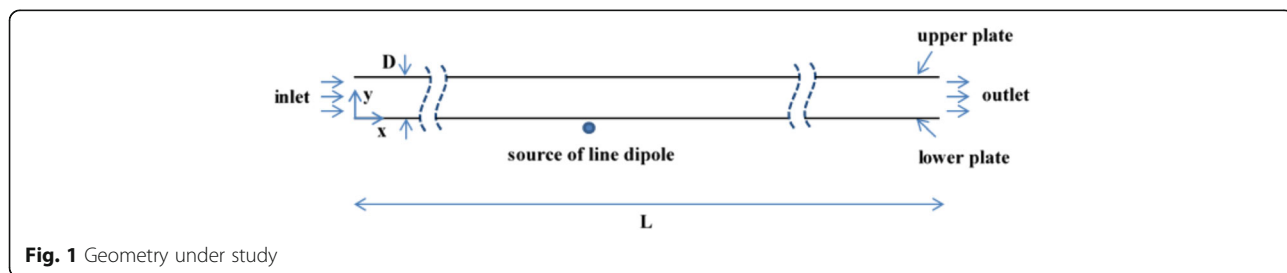 upper plate
D
inlet
y
outlet
x
source of line dipole
lower plate
L
Fig. 1 Geometry under study